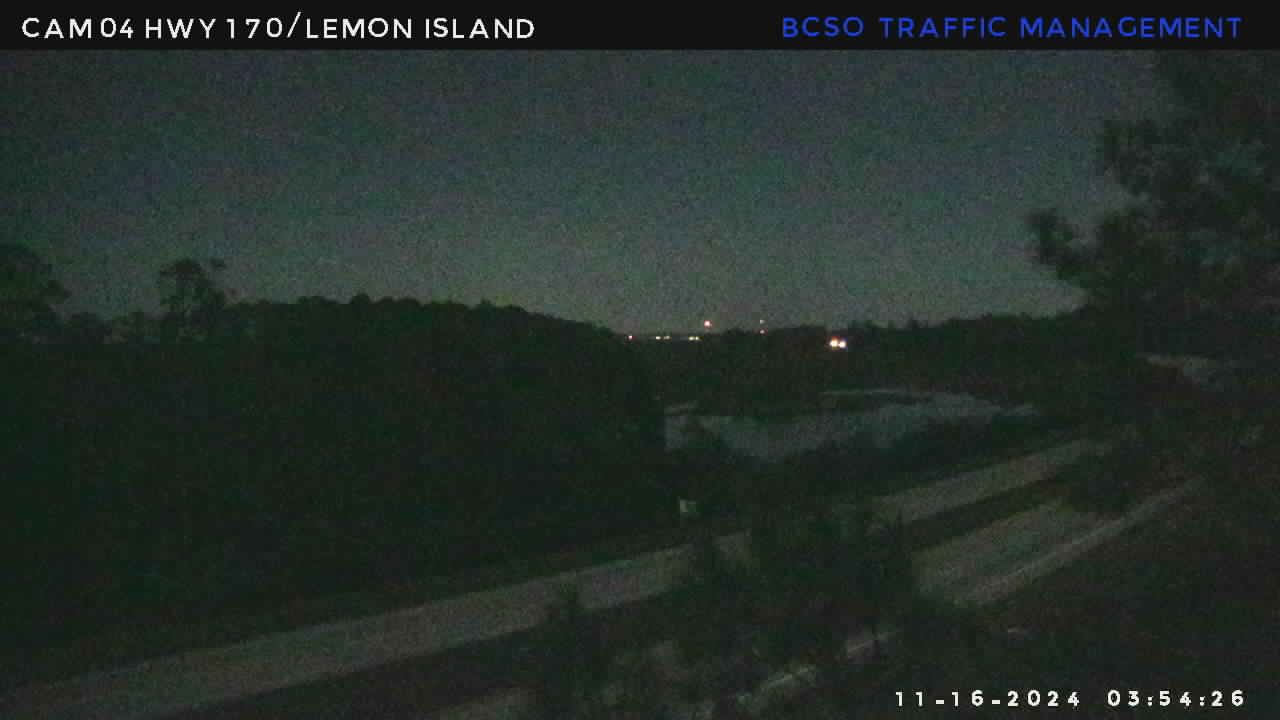 CAM04 HWY 170/LEMON ISLAND
BCSO TRAFFIC MANAGEMENT
11-16-2024 03:54:26